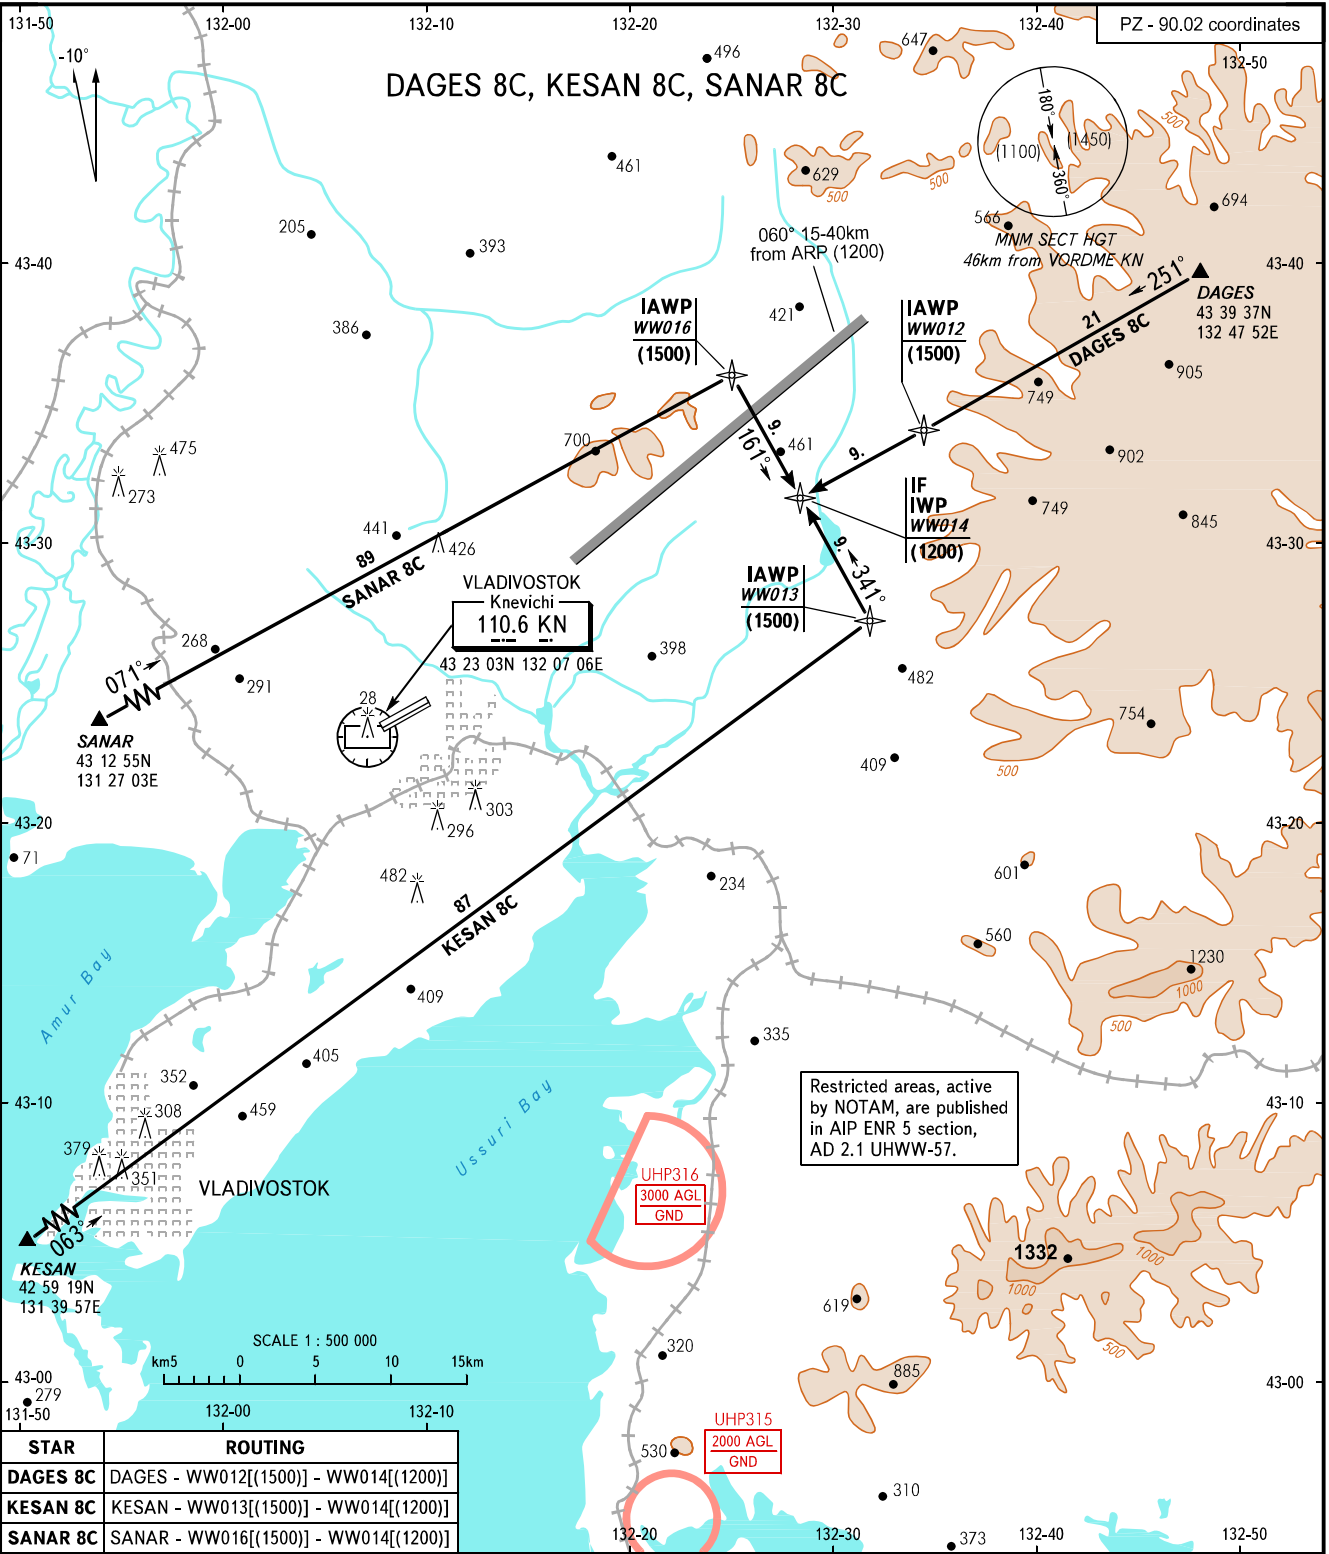 131-50
132-00
132-10
132-20
132-30
132-40
PZ - 90.02 coordinates
132-50
-10°
DAGES 8C, KESAN 8C, SANAR 8C
496
647
180°
(1100)
(1450)
360°
500
461
629
500
500
694
566
MNM SECT HGT
46km from VORDME KN
205
393
060° 15-40km
from ARP (1200)
43-40
43-40
251°
DAGES
43 39 37N
132 47 52E
21
DAGES 8C
IAWP
WW016
(1500)
421
IAWP
WW012
(1500)
386
905
749
700
9.
161°
461
9.
902
475
273
IF
IWP
WW014
(1200)
749
845
441
426
43-30
43-30
89
SANAR 8C
9.
341°
VLADIVOSTOK
Knevichi
110.6 KN
43 23 03N 132 07 06E
IAWP
WW013
(1500)
268
291
398
482
071°
28
754
SANAR
43 12 55N
131 27 03E
409
500
303
296
43-20
43-20
71
482
234
601
87
KESAN 8C
560
1230
1000
500
Amur Bay
409
335
405
352
Ussuri Bay
Restricted areas, active
by NOTAM, are published
in AIP ENR 5 section,
AD 2.1 UHWW-57.
43-10
43-10
308
459
379
351
VLADIVOSTOK
UHP316
3000 AGL
GND
063°
KESAN
42 59 19N
131 39 57E
1332
1000
1000
619
500
SCALE 1 : 500 000
km5 0 5 10 15km
320
885
43-00
43-00
279
131-50
132-00
132-10
UHP315
2000 AGL
GND
530
310
STAR ROUTING
DAGES 8C DAGES - WW012[(1500)] - WW014[(1200)]
KESAN 8C KESAN - WW013[(1500)] - WW014[(1200)]
SANAR 8C SANAR - WW016[(1500)] - WW014[(1200)]
132-20
132-30
373
132-40
132-50